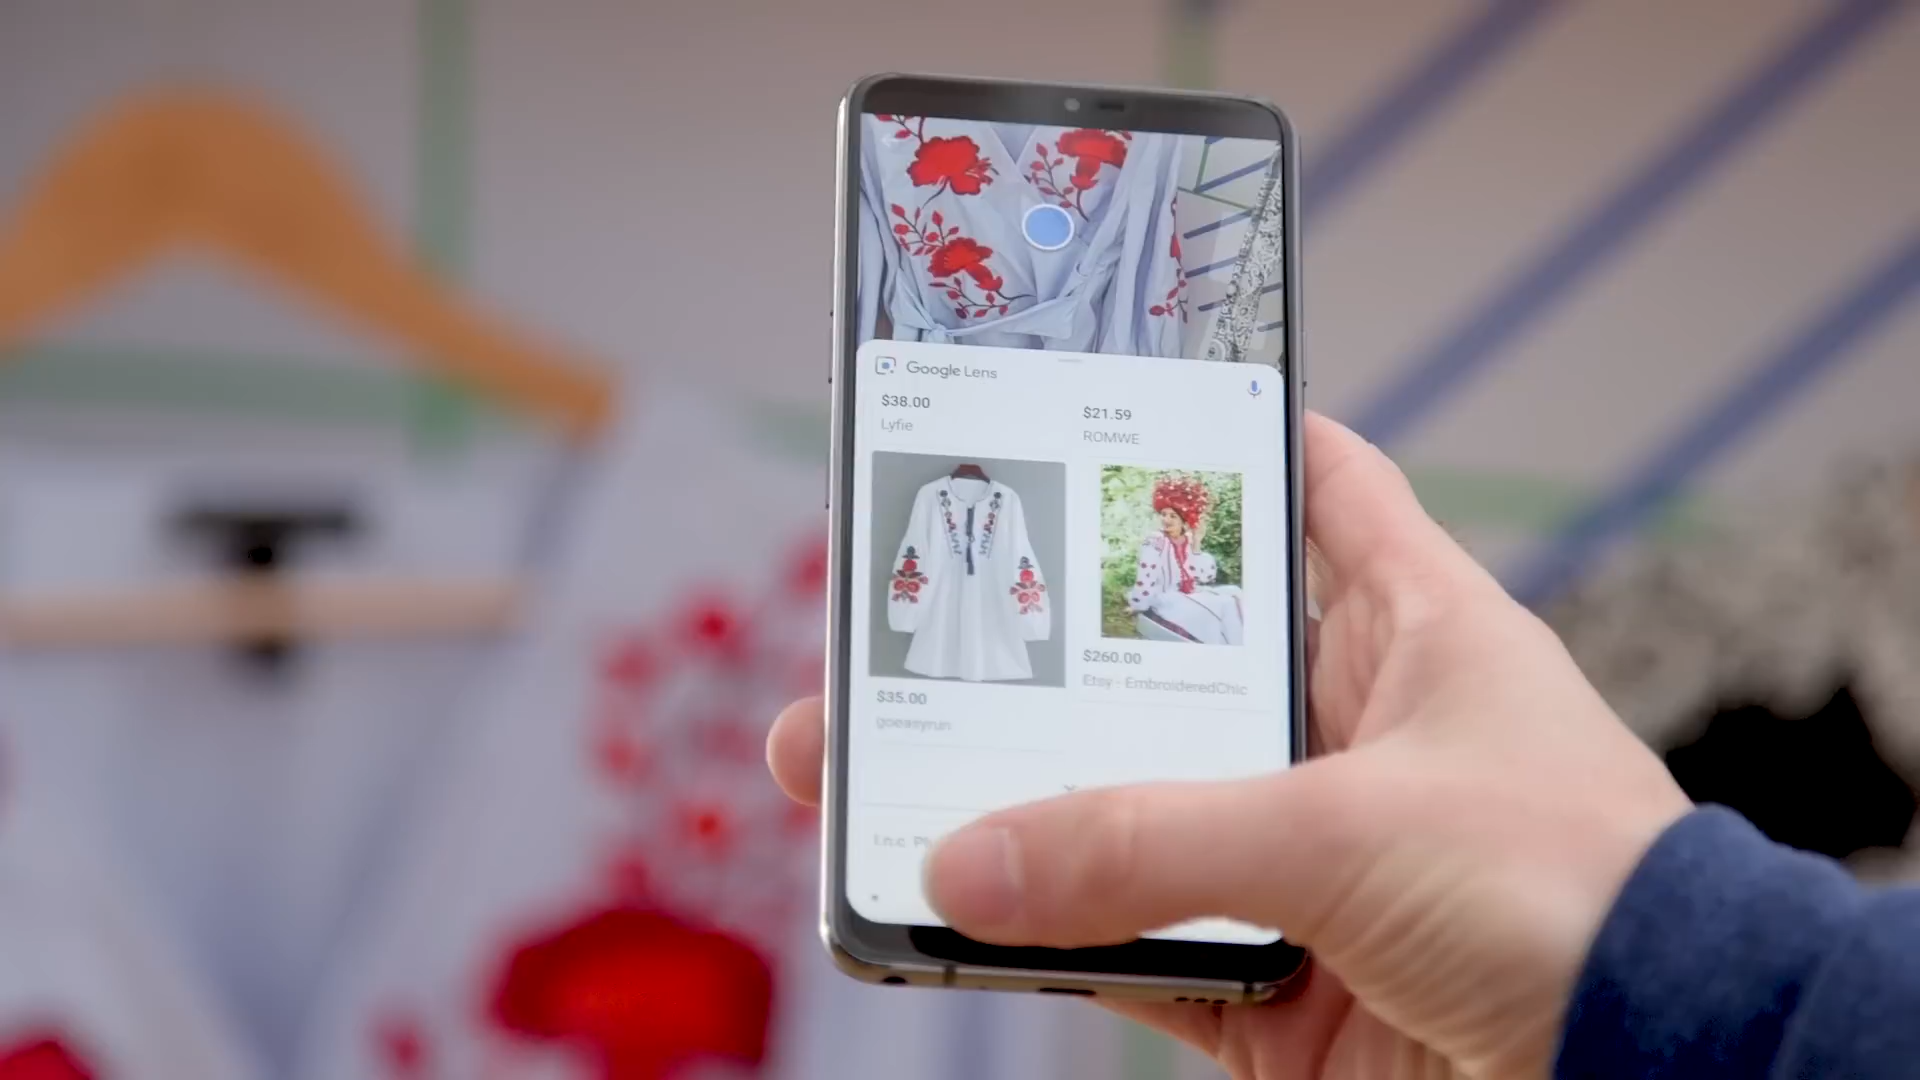 Google Lens
$38.00
Lyfie
$21.59
ROMWE
$35.00
goeasyrun
$260.00
Etsy - EmbroideredChic